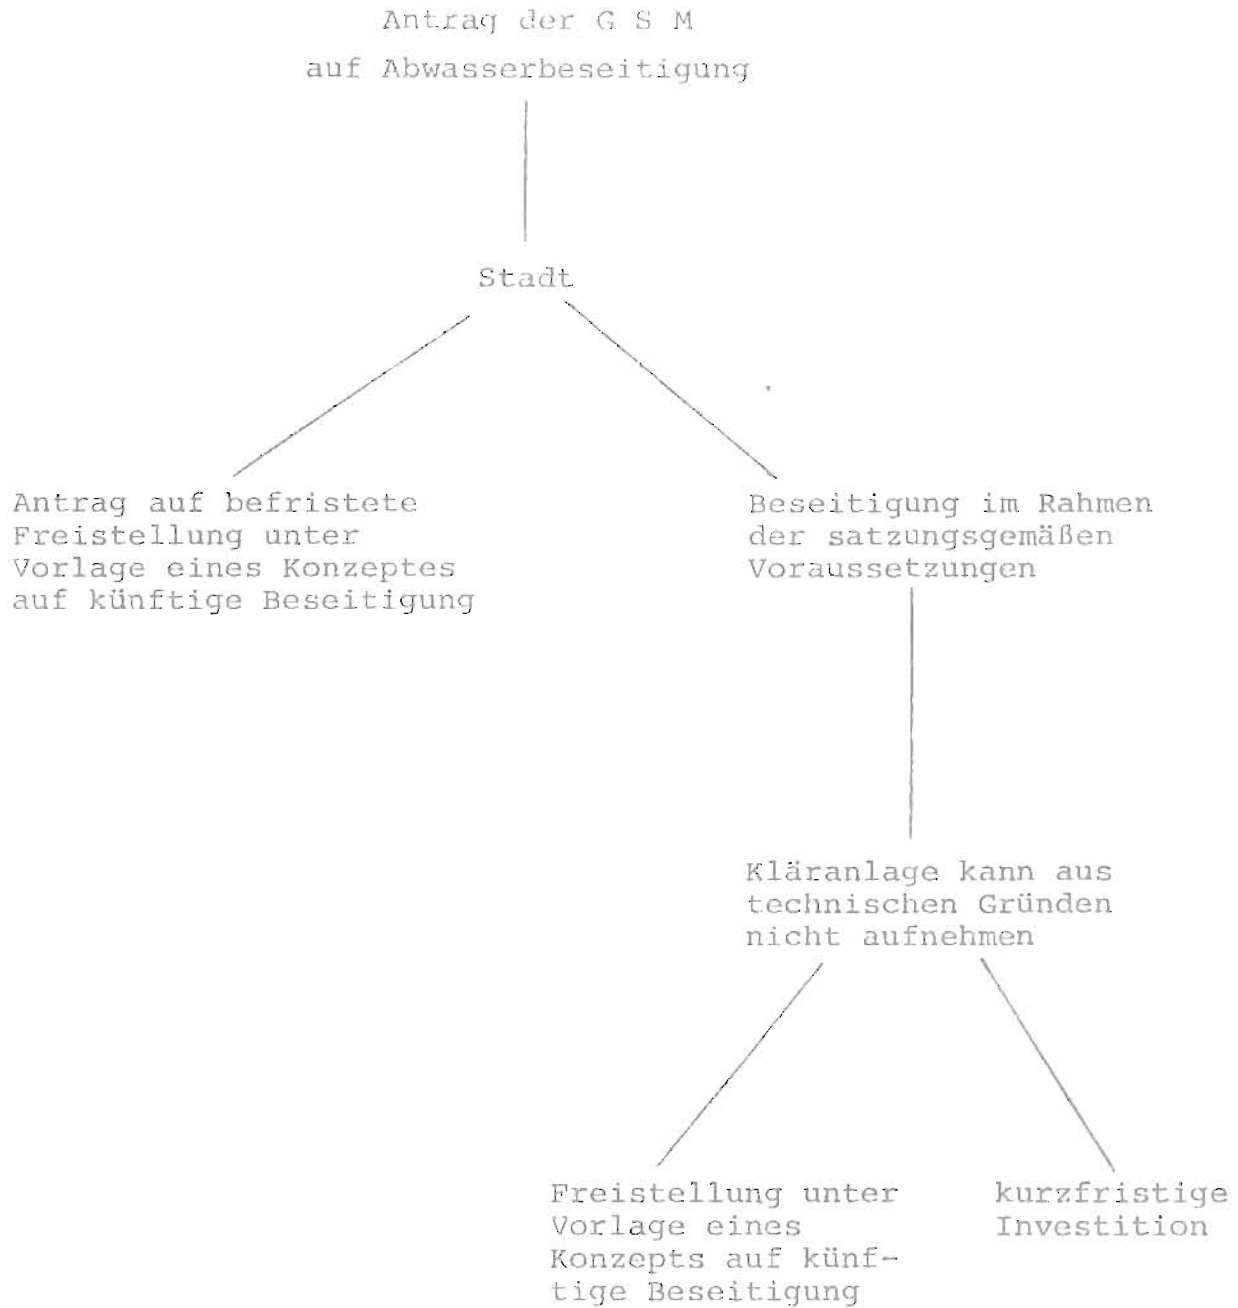 Antrag der G S M
auf Abwasserbeseitigung
Stadt
Antrag auf befristete
Freistellung unter
Vorlage eines Konzeptes
auf künftige Beseitigung
Beseitigung im Rahmen
der satzungsgemäßen
Voraussetzungen
Kläranlage kann aus
technischen Gründen
nicht aufnehmen
Freistellung unter
Vorlage eines
Konzepts auf künf-
tige Beseitigung
kurzfristige
Investition